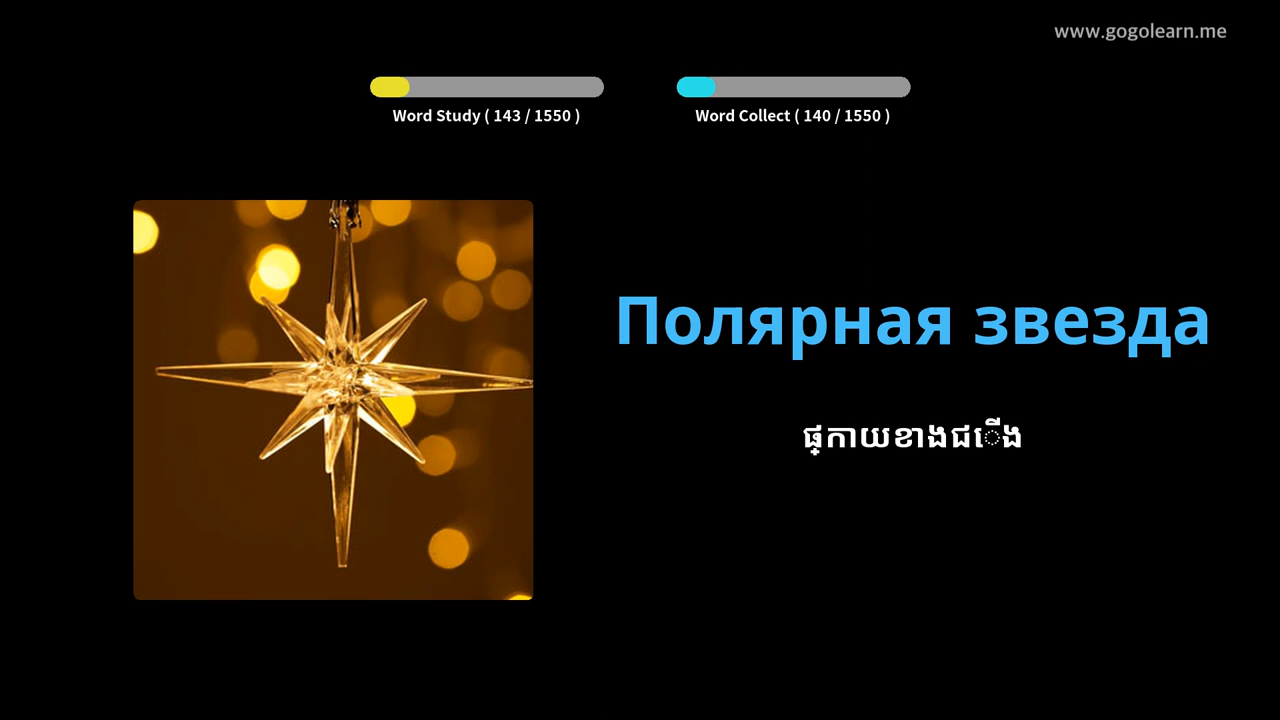 www.gogolearn.me
Word Study ( 143 / 1550 )
Word Collect ( 140 / 1550 )
Полярная звезда
ផ្កាយខាងជើង